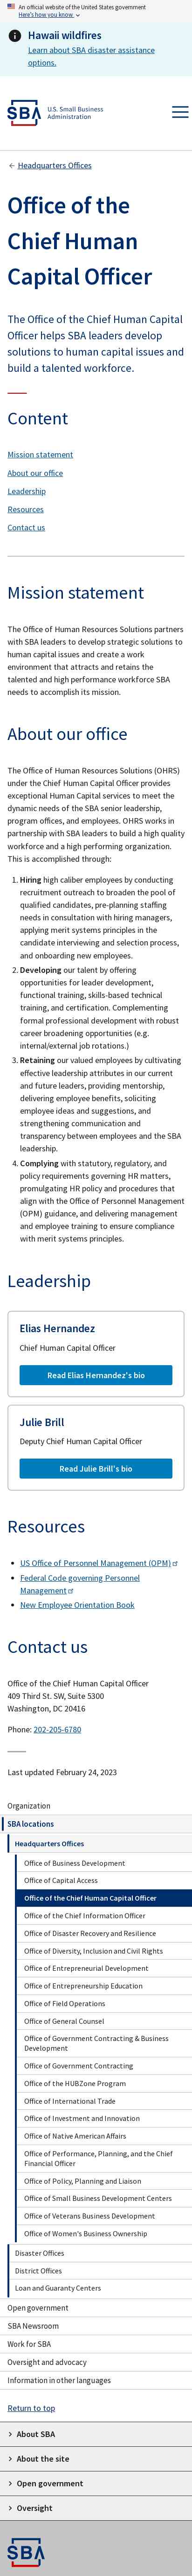 An official website of the United States government
Here's how you know
Hawaii wildfires
Learn about SBA disaster assistance
options.
SBA
U.S. Small Business
Administration
Headquarters Offices
Office of the
Chief Human
Capital Officer
The Office of the Chief Human Capital
Officer helps SBA leaders develop
solutions to human capital issues and
build a talented workforce.
Content
Mission statement
About our office
Leadership
Resources
Contact us
Mission statement
The Office of Human Resources Solutions partners
with SBA leaders to develop strategic solutions to
human capital issues and create a work
environment that attracts and retains the
talented and high performance workforce SBA
needs to accomplish its mission.
About our office
The Office of Human Resources Solutions (OHRS)
under the Chief Human Capital Officer provides
exceptional Human Capital services to meet the
dynamic needs of the SBA senior leadership,
program offices, and employees. OHRS works in
partnership with SBA leaders to build a high quality
workforce and a high performing organization.
This is accomplished through:
1. Hiring high caliber employees by conducting
recruitment outreach to broaden the pool of
qualified candidates, pre-planning staffing
needs in consultation with hiring managers,
applying merit systems principles in the
candidate interviewing and selection process,
and onboarding new employees.
2. Developing our talent by offering
opportunities for leader development,
functional training, skills-based technical
training, and certification; Complementing
formal professional development with robust
career development opportunities (e.g.
internal/external job rotations.)
3. Retaining our valued employees by cultivating
effective leadership traits in our current and
future leaders, providing mentorship,
delivering employee benefits, soliciting
employee ideas and suggestions, and
strengthening communication and
transparency between employees and the SBA
leadership.
4. Complying with statutory, regulatory, and
policy requirements governing HR matters,
promulgating HR policy and procedures that
align with the Office of Personnel Management
(OPM) guidance, and delivering management
and employee training to ensure compliance
with merit systems principles.
Leadership
Elias Hernandez
Chief Human Capital Officer
Read Elias Hernandez's bio
Julie Brill
Deputy Chief Human Capital Officer
Read Julie Brill's bio
Resources
US Office of Personnel Management (OPM)
Federal Code governing Personnel
Management
New Employee Orientation Book
Contact us
Office of the Chief Human Capital Officer
409 Third St. SW, Suite 5300
Washington, DC 20416
Phone: 202-205-6780
Last updated February 24, 2023
Organization
SBA locations
Headquarters Offices
Office of Business Development
Office of Capital Access
Office of the Chief Human Capital Officer
Office of the Chief Information Officer
Office of Disaster Recovery and Resilience
Office of Diversity, Inclusion and Civil Rights
Office of Entrepreneurial Development
Office of Entrepreneurship Education
Office of Field Operations
Office of General Counsel
Office of Government Contracting & Business
Development
Office of Government Contracting
Office of the HUBZone Program
Office of International Trade
Office of Investment and Innovation
Office of Native American Affairs
Office of Performance, Planning, and the Chief
Financial Officer
Office of Policy, Planning and Liaison
Office of Small Business Development Centers
Office of Veterans Business Development
Office of Women's Business Ownership
Disaster Offices
District Offices
Loan and Guaranty Centers
Open government
SBA Newsroom
Work for SBA
Oversight and advocacy
Information in other languages
Return to top
About SBA
About the site
Open government
Oversight
SBA